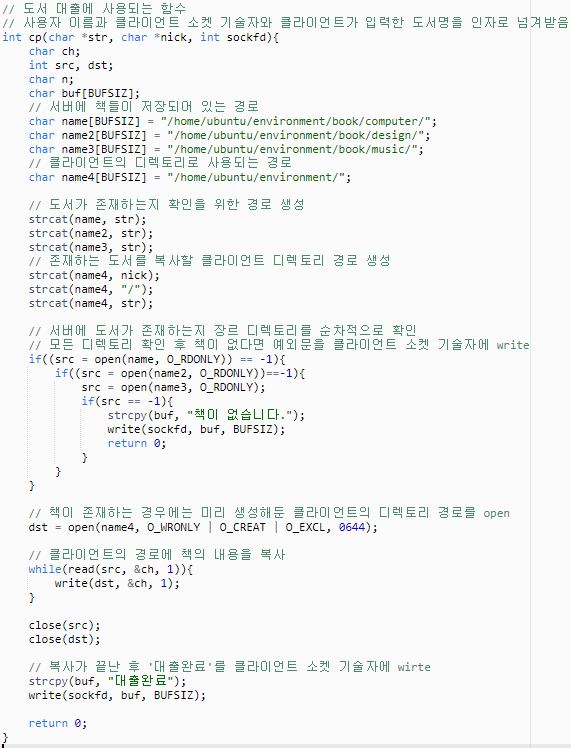 // 도서 대출에 사용되는 함수
// 사용자 이름과 클라이언트 소켓 기술자와 클라이언트가 입력한 도서명을 인자로 넘겨받음
int cp(char *str, char *nick, int sockfd){
    char ch;
    int src, dst;
    char n;
    char buf[BUFSIZ];
    // 서버에 책들이 저장되어 있는 경로
    char name[BUFSIZ] = "/home/ubuntu/environment/book/computer/";
    char name2[BUFSIZ] = "/home/ubuntu/environment/book/design/";
    char name3[BUFSIZ] = "/home/ubuntu/environment/book/music/";
    // 클라이언트의 디렉토리로 사용되는 경로
    char name4[BUFSIZ] = "/home/ubuntu/environment/";

    // 도서가 존재하는지 확인을 위한 경로 생성
    strcat(name, str);
    strcat(name2, str);
    strcat(name3, str);
    // 존재하는 도서를 복사할 클라이언트 디렉토리 경로 생성
    strcat(name4, nick);
    strcat(name4, "/");
    strcat(name4, str);

    // 서버에 도서가 존재하는지 장르 디렉토리를 순차적으로 확인
    // 모든 디렉토리 확인 후 책이 없다면 예외문을 클라이언트 소켓 기술자에 write
    if((src = open(name, O_RDONLY)) == -1){
        if((src = open(name2, O_RDONLY))==-1){
            src = open(name3, O_RDONLY);
            if(src == -1){
                strcpy(buf, "책이 없습니다.");
                write(sockfd, buf, BUFSIZ);
                return 0;
            }
        }
    }

    // 책이 존재하는 경우에는 미리 생성해둔 클라이언트의 디렉토리 경로를 open
    dst = open(name4, O_WRONLY | O_CREAT | O_EXCL, 0644);

    // 클라이언트의 경로에 책의 내용을 복사
    while(read(src, &ch, 1)){
        write(dst, &ch, 1);
    }

    close(src);
    close(dst);

    // 복사가 끝난 후 '대출완료'를 클라이언트 소켓 기술자에 wirte
    strcpy(buf, "대출완료");
    write(sockfd, buf, BUFSIZ);

    return 0;
}